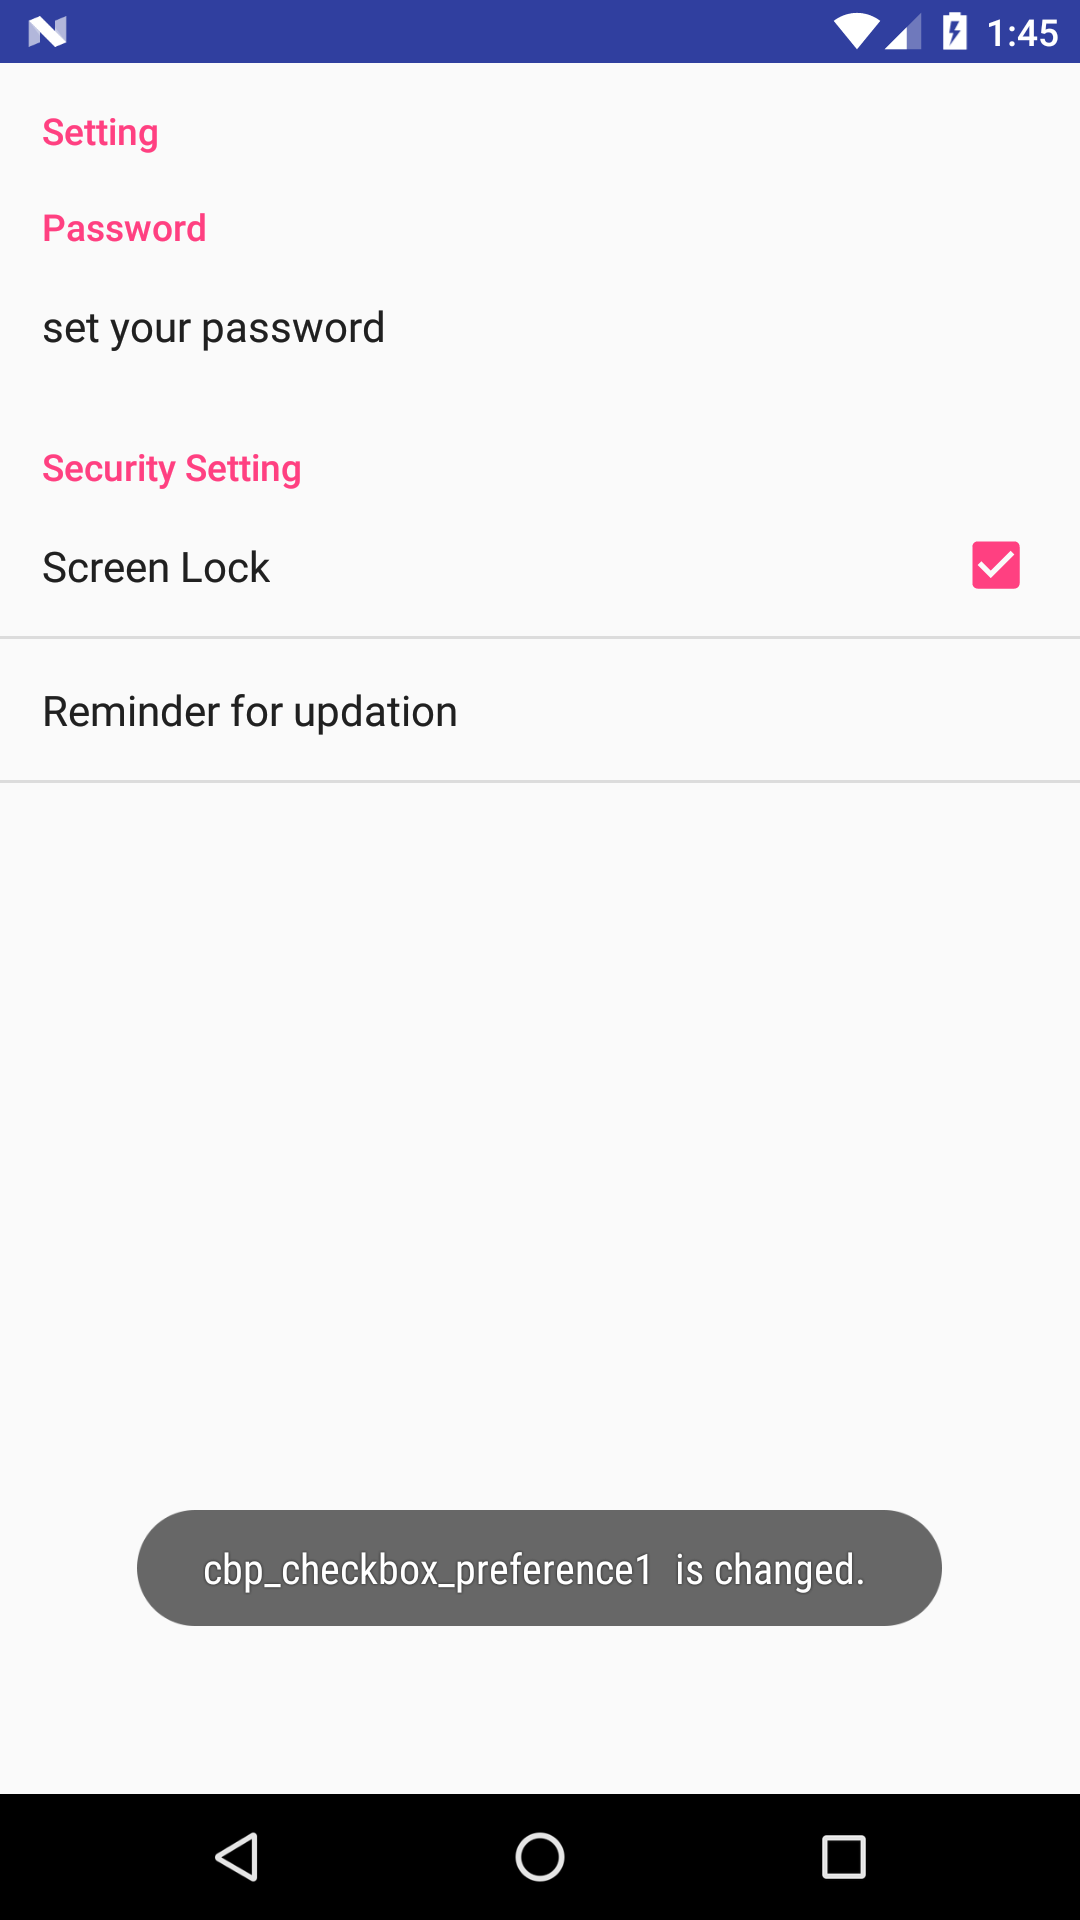 1:45
Setting
Password
set your password
Security Setting
Screen Lock
Reminder for updation
cbp_checkbox_preference1 is changed.